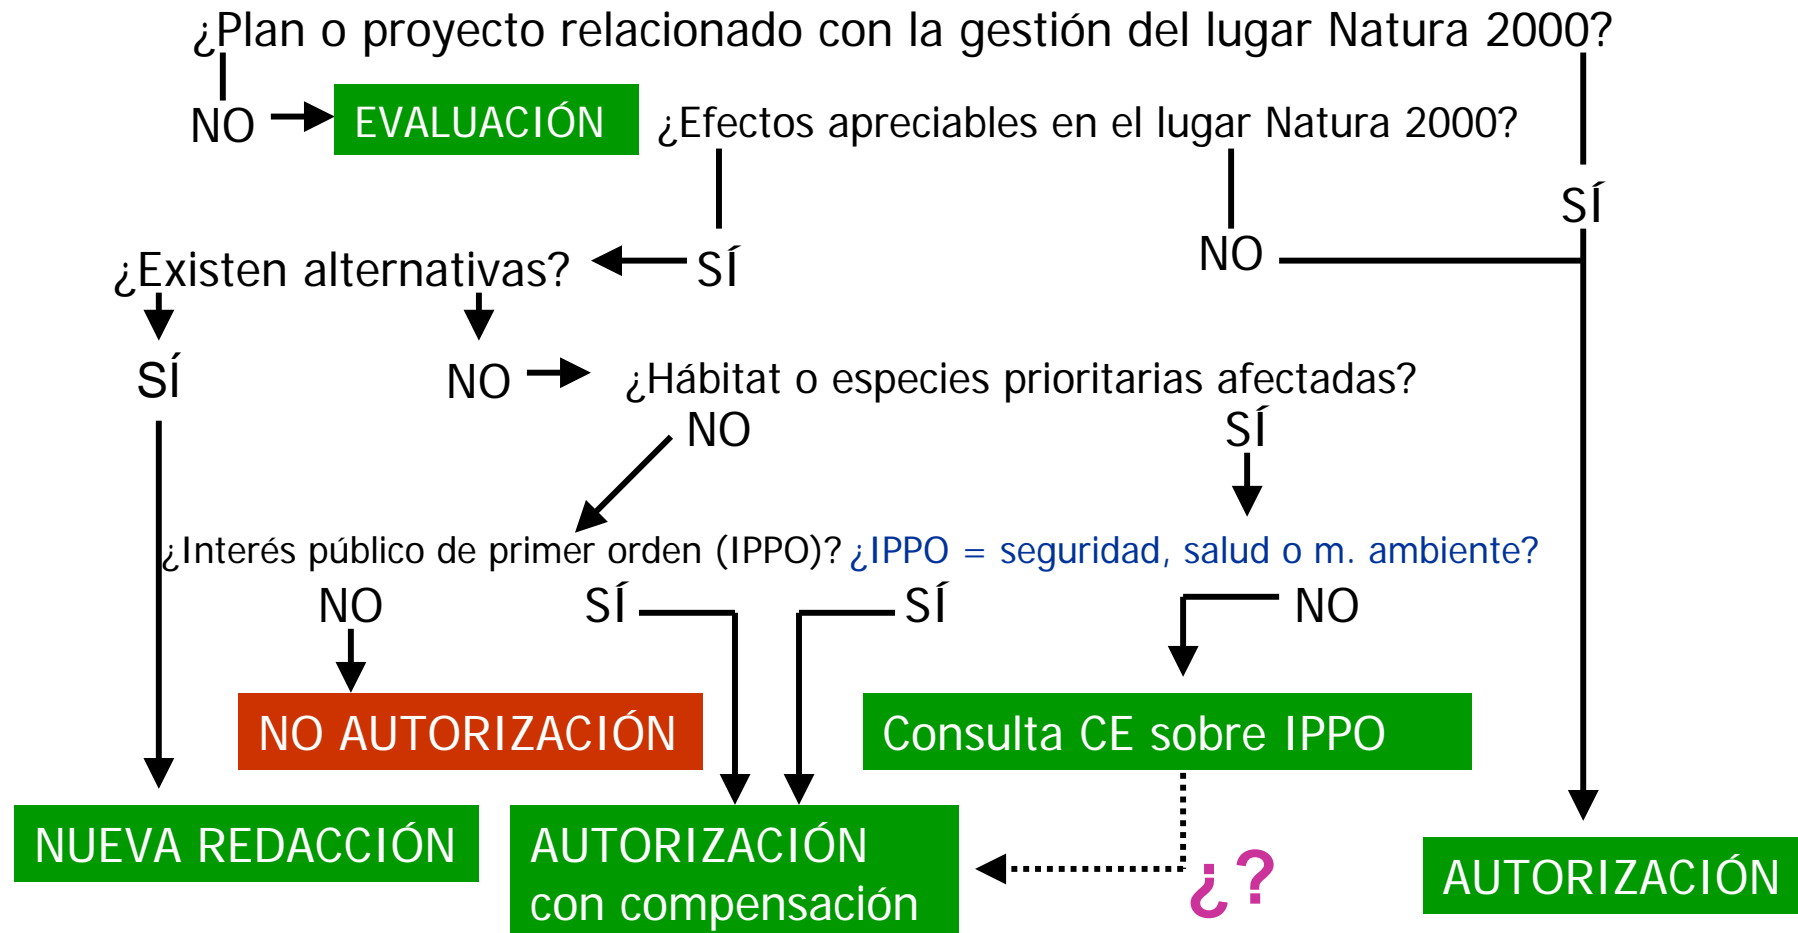 ¿Plan o proyecto relacionado con la gestión del lugar Natura 2000?
NO
EVALUACIÓN
¿Efectos apreciables en el lugar Natura 2000?
SÍ
¿Existen alternativas?
SÍ
NO
SÍ
NO
¿Hábitat o especies prioritarias afectadas?
NO
SÍ
¿Interés público de primer orden (IPPO)?
¿IPPO = seguridad, salud o m. ambiente?
NO
SÍ
SÍ
NO
NO AUTORIZACIÓN
Consulta CE sobre IPPO
NUEVA REDACCIÓN
AUTORIZACIÓN
con compensación
¿?
AUTORIZACIÓN